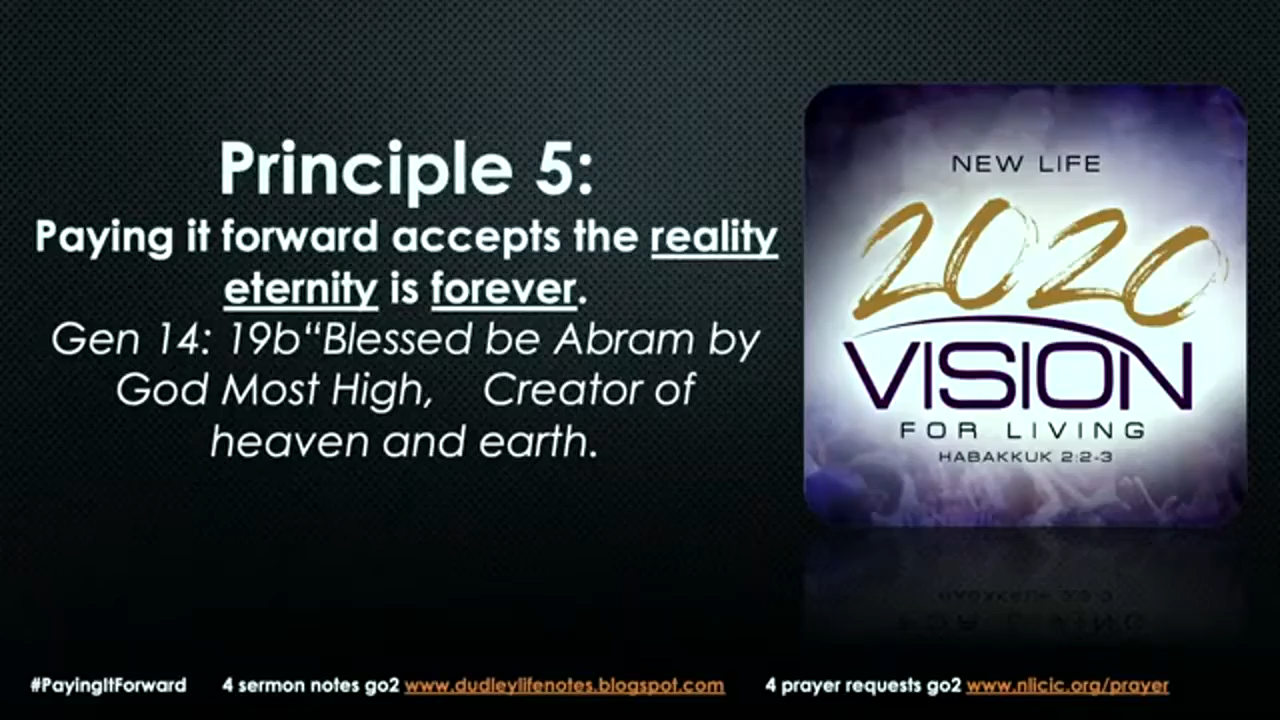 Principle 5:
Paying it forward accepts the reality
eternity is forever.
Gen 14: 19b“Blessed be Abram by
God Most High, Creator of
heaven and earth.
NEW LIFE
2020
VISION
FOR LIVING
HABAKKUK 2:2-3
#PayingItForward 4 sermon notes go2 www.dudleylifenotes.blogspot.com 4 prayer requests go2 www.nlicic.org/prayer